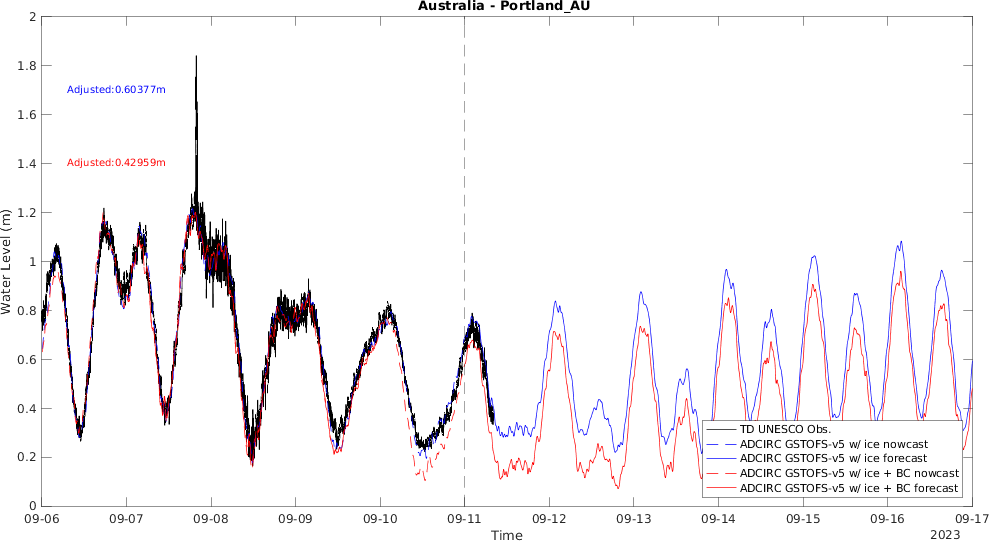 Australia - Portland_AU
Water Level (m)
2
1.8
1.6
1.4
1.2
1
0.8
0.6
0.4
0.2
0
Adjusted:0.60377m
Adjusted:0.42959m
TD UNESCO Obs.
ADCIRC GSTOFS-v5 w/ ice nowcast
ADCIRC GSTOFS-v5 w/ ice forecast
ADCIRC GSTOFS-v5 w/ ice + BC nowcast
ADCIRC GSTOFS-v5 w/ ice + BC forecast
09-06 09-07 09-08 09-09 09-10 09-11 09-12 09-13 09-14 09-15 09-16 09-17
Time
2023